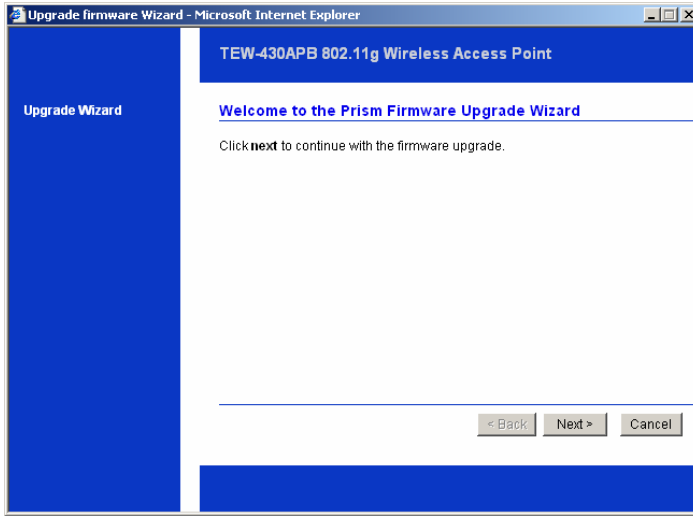 Upgrade firmware Wizard - Microsoft Internet Explorer
TEW-430APB 802.11g Wireless Access Point
Upgrade Wizard
Welcome to the Prism Firmware Upgrade Wizard
Click next to continue with the firmware upgrade.
< Back Next > Cancel